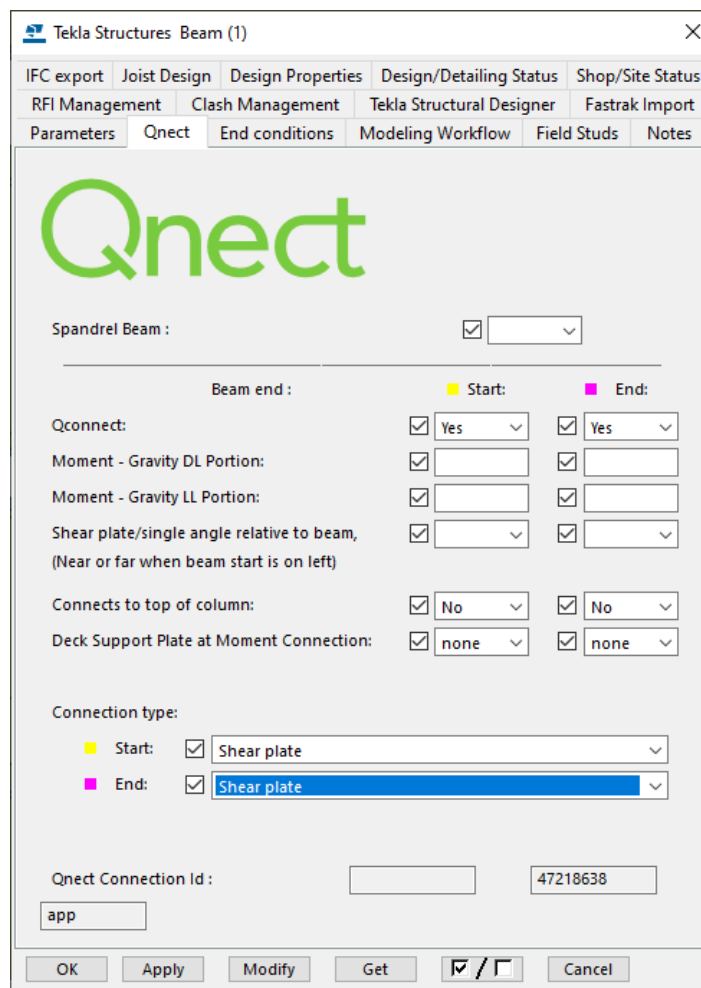 Tekla Structures Beam (1)
IFC export Joist Design Design Properties Design/Detailing Status Shop/Site Status
RFI Management Clash Management Tekla Structural Designer Fastrak Import
Parameters Qnect End conditions Modeling Workflow Field Studs Notes
Qnect
Spandrel Beam :
Beam end : Start: End:
Qconnect: Yes Yes
Moment - Gravity DL Portion:
Moment - Gravity LL Portion:
Shear plate/single angle relative to beam,
(Near or far when beam start is on left)
Connects to top of column: No No
Deck Support Plate at Moment Connection: none none
Connection type:
Start: Shear plate
End: Shear plate
Qnect Connection Id : 47218638
app
OK Apply Modify Get / Cancel